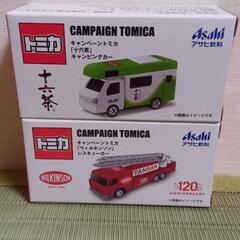 トミカ
CAMPAIGN TOMICA
キャンペーントミカ
「十六茶」
キャンピングカー
Asahi
アサヒ飲料
十六茶
トミカ
CAMPAIGN TOMICA
キャンペーントミカ
「ウィルキンソン」
レスキューカー
Asahi
アサヒ飲料
WILKINSON
TANSAN
120TH
ANNIVERSARY